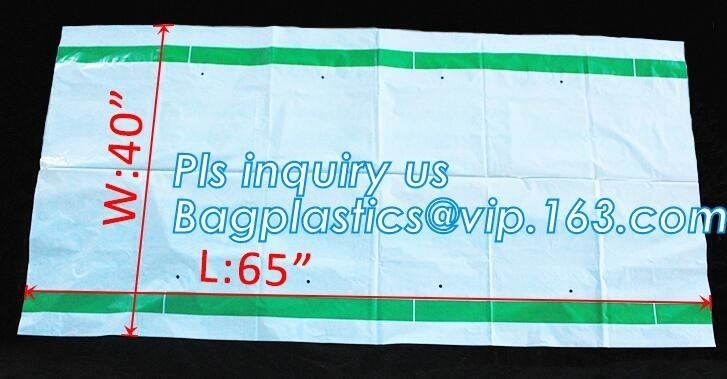 W:40”
Pls inquiry us
Bagplastics@vip.163.com
L:65”